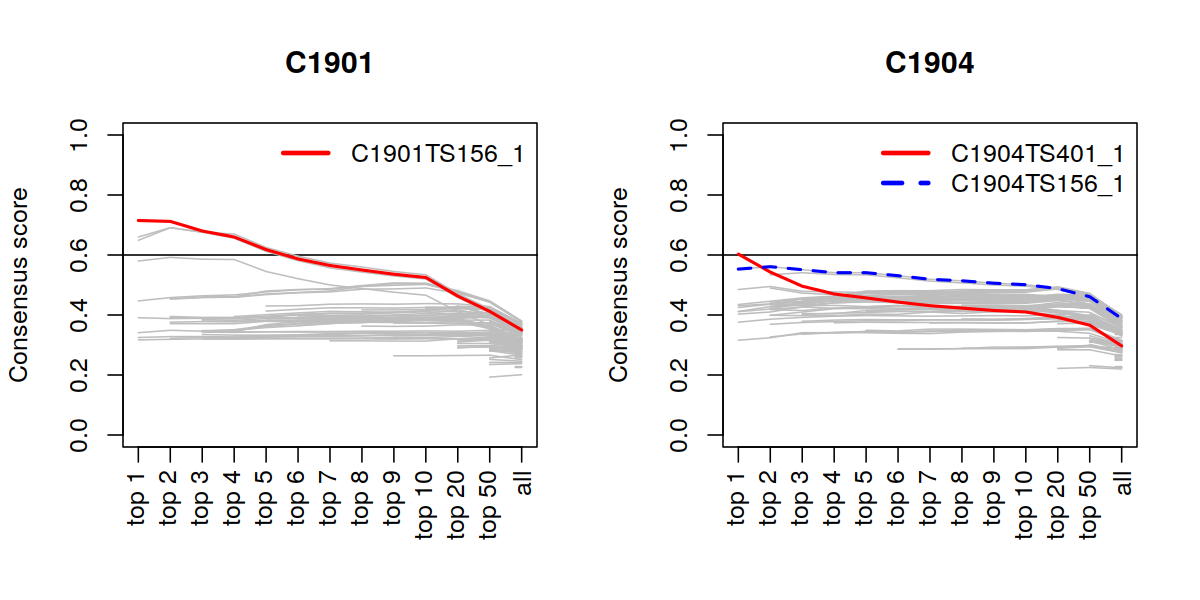 C1901
Consensus score
1.0
0.8
0.6
0.4
0.2
0.0
C1901TS156_1
top 1
top 2
top 3
top 4
top 5
top 6
top 7
top 8
top 9
top 10
top 20
top 50
all
C1904
Consensus score
1.0
0.8
0.6
0.4
0.2
0.0
C1904TS401_1
C1904TS156_1
top 1
top 2
top 3
top 4
top 5
top 6
top 7
top 8
top 9
top 10
top 20
top 50
all